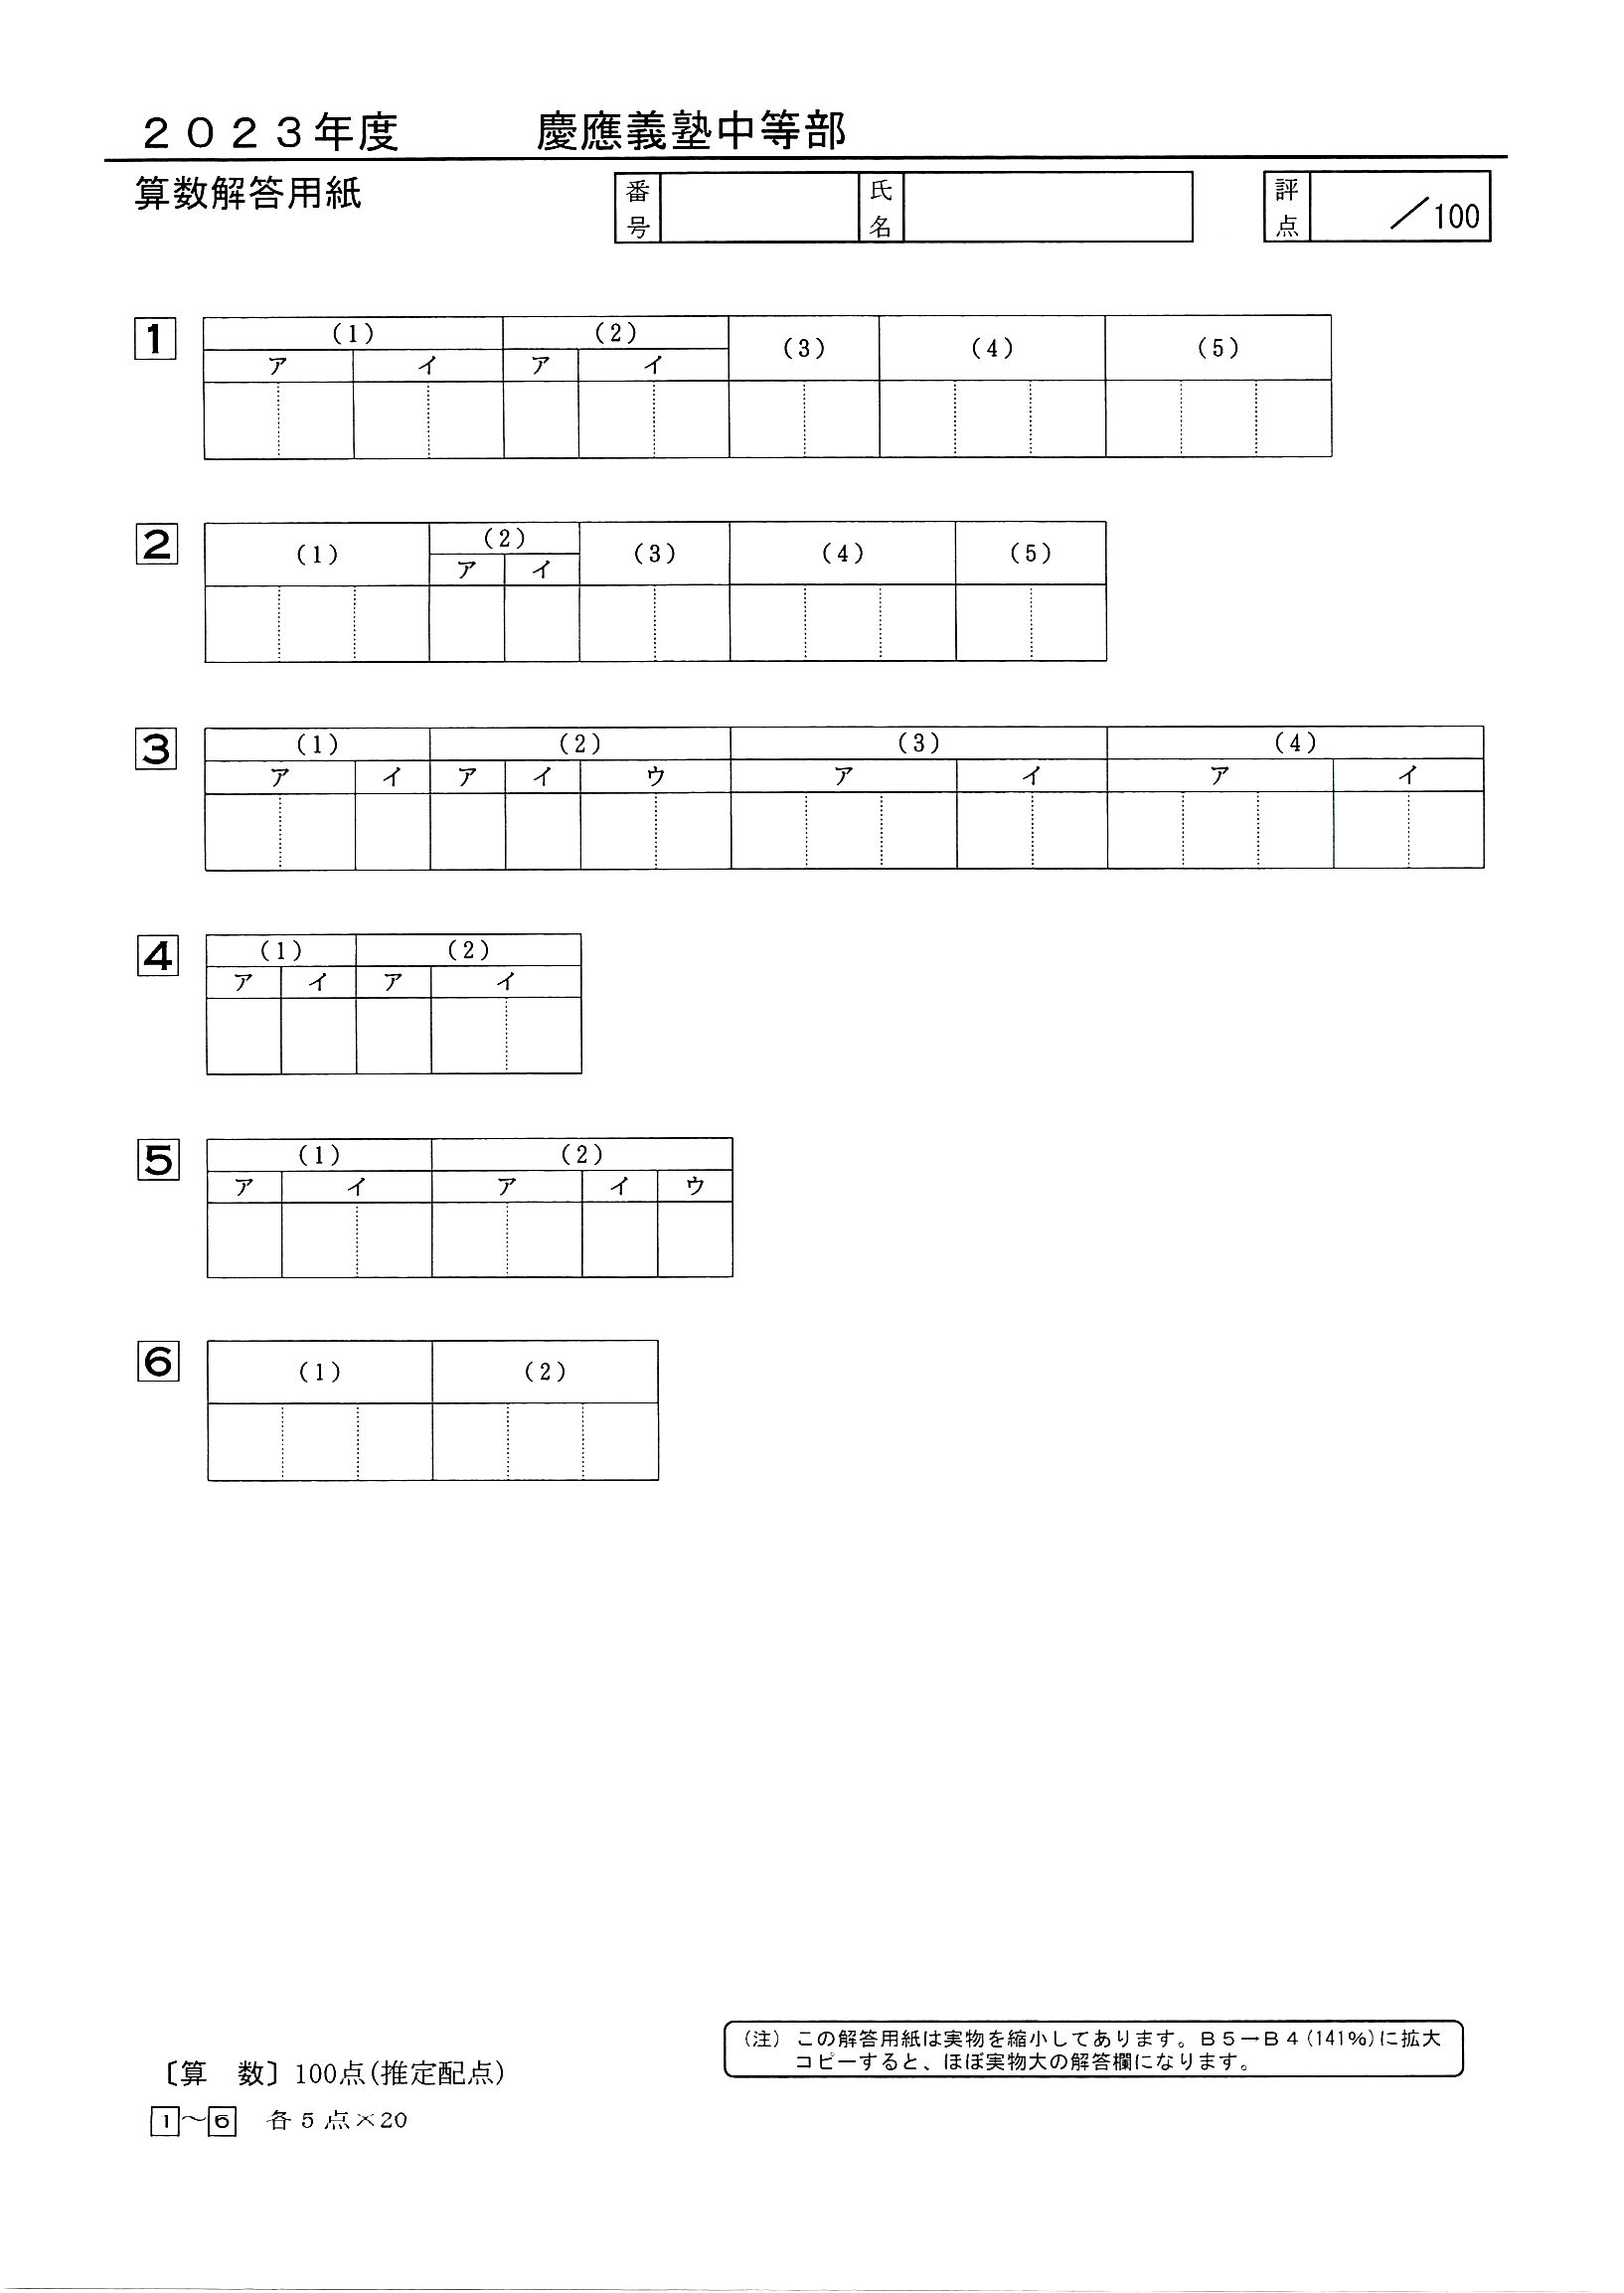 2023年度 慶應義塾中等部
算数解答用紙 番号 氏名 評点 ／100
1 (1) (2) (3) (4) (5)
ア イ ア イ
2 (1) (2) (3) (4) (5)
ア イ
3 (1) (2) (3) (4)
ア イ ア イ ウ ア イ ア イ
4 (1) (2)
ア イ ア イ
5 (1) (2)
ア イ ア イ ウ
6 (1) (2)
(注) この解答用紙は実物を縮小してあります。B5→B4(141%)に拡大
コピーすると、ほぼ実物大の解答欄になります。
〔算 数〕100点(推定配点)
1～6 各5点×20